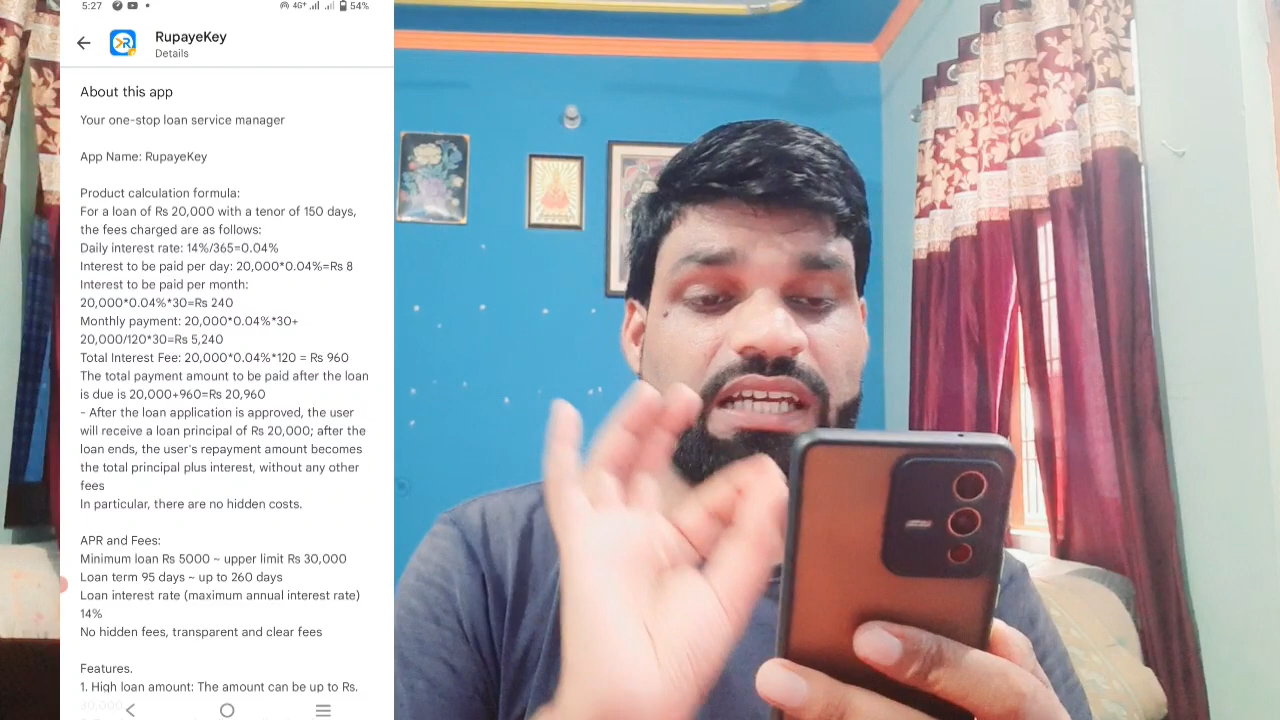 5:27
4G+
54%
RupayeKey
Details
About this app
Your one-stop loan service manager
App Name: RupayeKey
Product calculation formula:
For a loan of Rs 20,000 with a tenor of 150 days,
the fees charged are as follows:
Daily interest rate: 14%/365=0.04%
Interest to be paid per day: 20,000*0.04%=Rs 8
Interest to be paid per month:
20,000*0.04%*30=Rs 240
Monthly payment: 20,000*0.04%*30+
20,000/120*30=Rs 5,240
Total Interest Fee: 20,000*0.04%*120 = Rs 960
The total payment amount to be paid after the loan
is due is 20,000+960=Rs 20,960
- After the loan application is approved, the user
will receive a loan principal of Rs 20,000; after the
loan ends, the user's repayment amount becomes
the total principal plus interest, without any other
fees
In particular, there are no hidden costs.
APR and Fees:
Minimum loan Rs 5000 ~ upper limit Rs 30,000
Loan term 95 days ~ up to 260 days
Loan interest rate (maximum annual interest rate)
14%
No hidden fees, transparent and clear fees
Features.
1. High loan amount: The amount can be up to Rs.
30,000